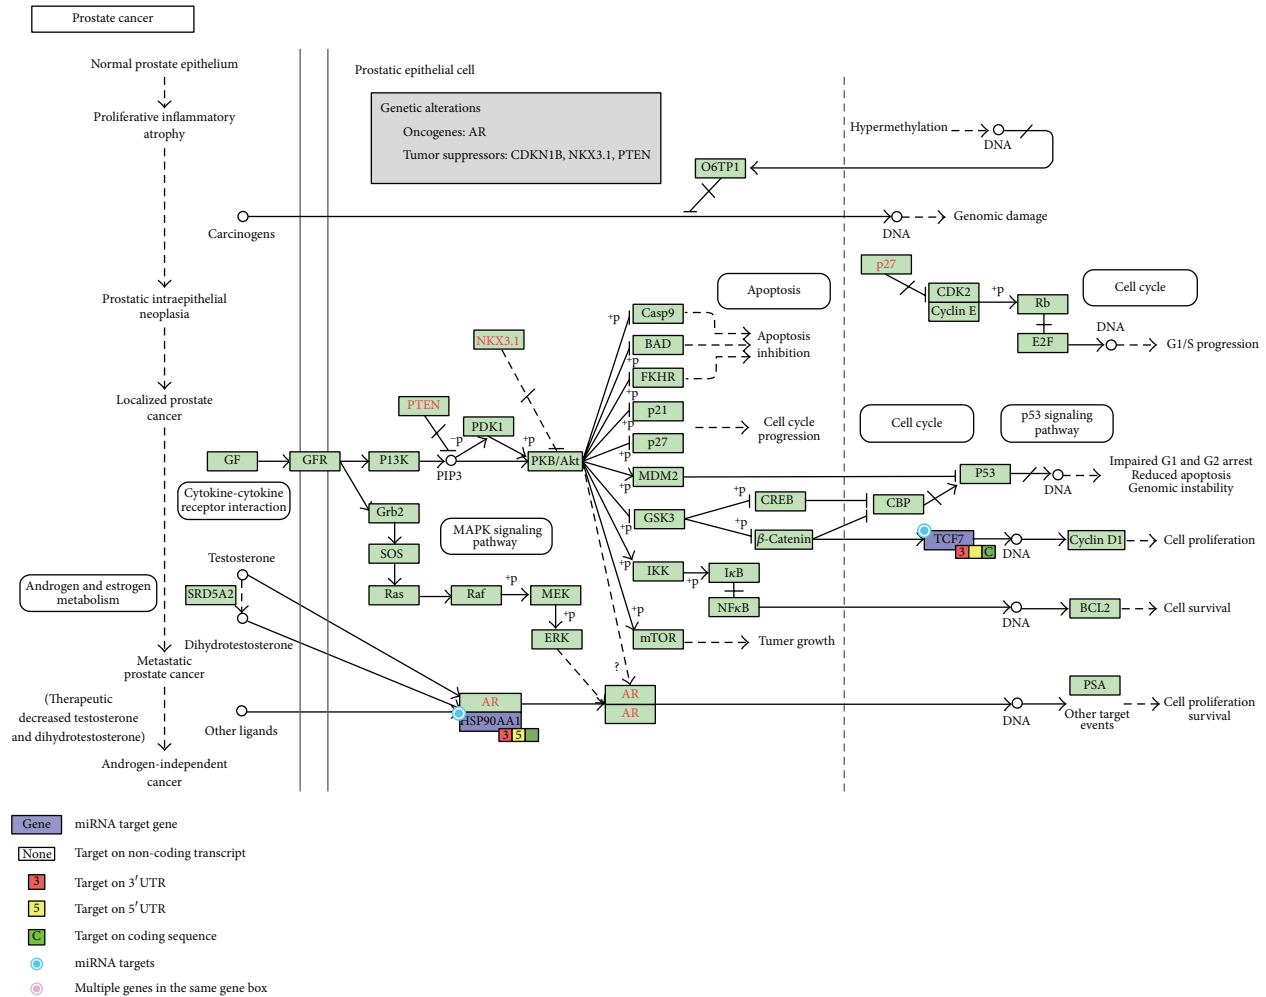 Prostate cancer
Normal prostate epithelium
Proliferative inflammatory
atrophy
Prostatic intraepithelial
neoplasia
Localized prostate
cancer
Androgen and estrogen
metabolism
Metastatic
prostate cancer
(Therapeutic
decreased testosterone
and dihydrotestosterone)
Androgen-independent
cancer
Prostatic epithelial cell
Genetic alterations
Oncogenes: AR
Tumor suppressors: CDKN1B, NKX3.1, PTEN
Hypermethylation
DNA
O6TP1
Carcinogens
DNA
Genomic damage
p27
CDK2
Cyclin E
+p
Rb
E2F
DNA
G1/S progression
Cell cycle
Apoptosis
Casp9
+p
BAD
+p
FKHR
+p
Apoptosis
inhibition
p21
+p
p27
+p
Cell cycle
progression
Cell cycle
p53 signaling
pathway
NKX3.1
PTEN
−p
PDK1
+p
GF
GFR
P13K
PIP3
PKB/Akt
MDM2
+p
P53
DNA
Impaired G1 and G2 arrest
Reduced apoptosis
Genomic instability
Cytokine-cytokine
receptor interaction
Grb2
SOS
Ras
MAPK signaling
pathway
Raf
+p
MEK
+p
ERK
GSK3
+p
+p
CREB
CBP
+p
β-Catenin
TCF7
3
C
DNA
Cyclin D1
Cell proliferation
IKK
+p
+p
IκB
NFκB
DNA
BCL2
Cell survival
+p
mTOR
Tumer growth
?
Testosterone
SRD5A2
Dihydrotestosterone
Other ligands
AR
HSP90AA1
3
5
AR
AR
DNA
PSA
Other target
events
Cell proliferation
survival
Gene
miRNA target gene
None
Target on non-coding transcript
3
Target on 3′UTR
5
Target on 5′UTR
C
Target on coding sequence
miRNA targets
Multiple genes in the same gene box